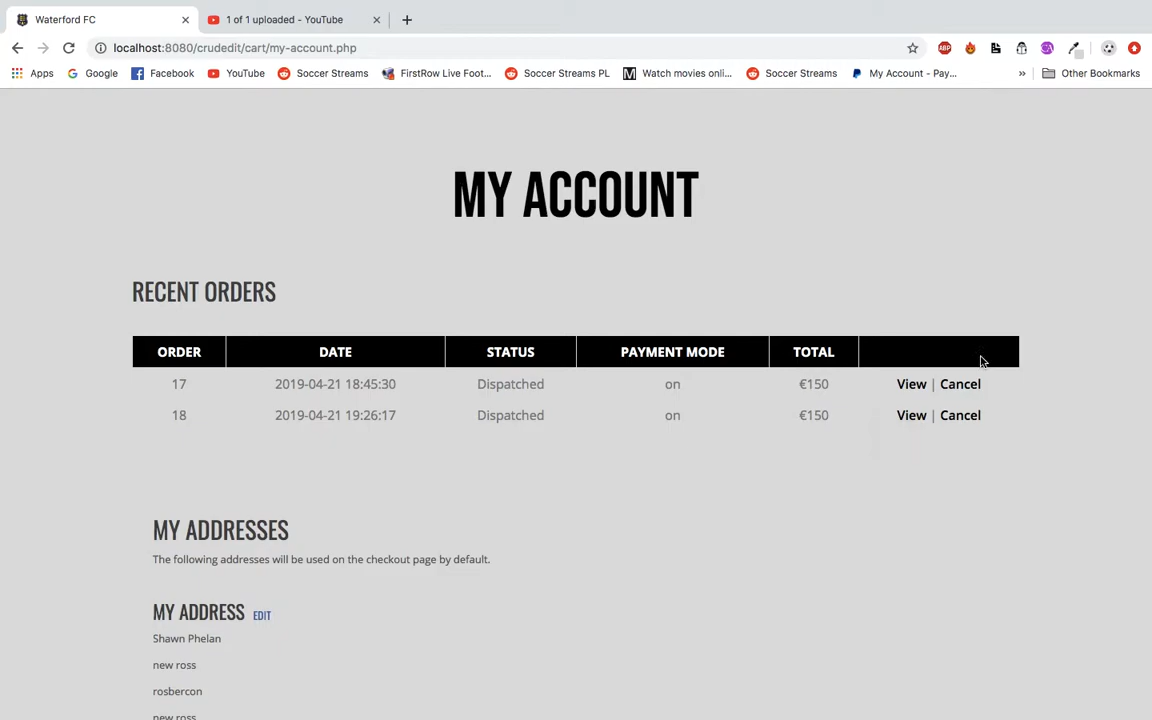 Waterford FC
1 of 1 uploaded - YouTube
localhost:8080/crudedit/cart/my-account.php
ABP
Apps
Google
Facebook
YouTube
Soccer Streams
FirstRow Live Foot...
Soccer Streams PL
Watch movies onli...
Soccer Streams
My Account - Pay...
»
Other Bookmarks
MY ACCOUNT
RECENT ORDERS
ORDER DATE STATUS PAYMENT MODE TOTAL
17 2019-04-21 18:45:30 Dispatched on €150 View | Cancel
18 2019-04-21 19:26:17 Dispatched on €150 View | Cancel
MY ADDRESSES
The following addresses will be used on the checkout page by default.
MY ADDRESS EDIT
Shawn Phelan
new ross
rosbercon
new ross